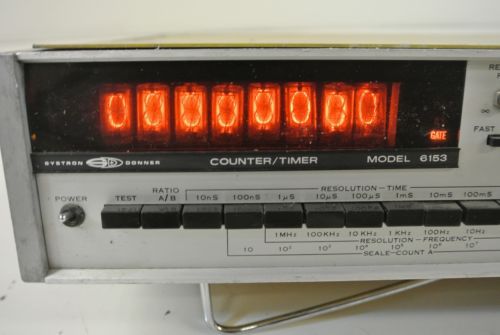 RE
∞
FAST
GATE
SYSTRON DONNER COUNTER/TIMER MODEL 6153
POWER
TEST RATIO A/B RESOLUTION-TIME
10nS 100nS 1μS 10μS 100μS 1mS 10mS 100mS
1MHz 100KHz 10KHz 1KHz 100Hz 10Hz
RESOLUTION-FREQUENCY
10 10² 10³ 10⁴ 10⁵ 10⁶ 10⁷
SCALE-COUNT A